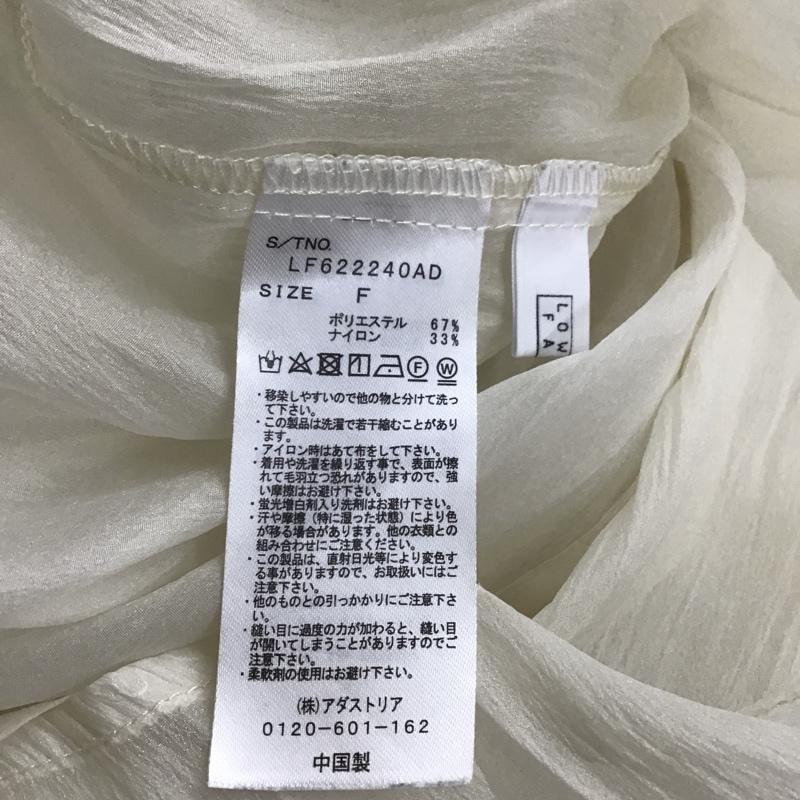 S/TNO.
LF622240AD
SIZE F
ポリエステル 67%
ナイロン 33%
F W
・移染しやすいので他の物と分けて洗っ
て下さい。
・この製品は洗濯で若干縮むことがあり
ます。
・アイロン時はあて布をして下さい。
・着用や洗濯を繰り返す事で、表面が擦
れて毛羽立つ恐れがありますので、強
い摩擦はお避け下さい。
・蛍光増白剤入り洗剤はお避け下さい。
・汗や摩擦（特に湿った状態）により色
が移る場合があります。他の衣類との
組み合わせにご注意ください。
・この製品は、直射日光等により変色す
る事がありますので、お取扱いにはご
注意下さい。
・他のものとの引っかかりにご注意下さ
い。
・縫い目に過度の力が加わると、縫い目
が開いてしまうことがありますのでご
注意下さい。
・柔軟剤の使用はお避け下さい。
(株)アダストリア
0120-601-162
中国製
LOW
FA